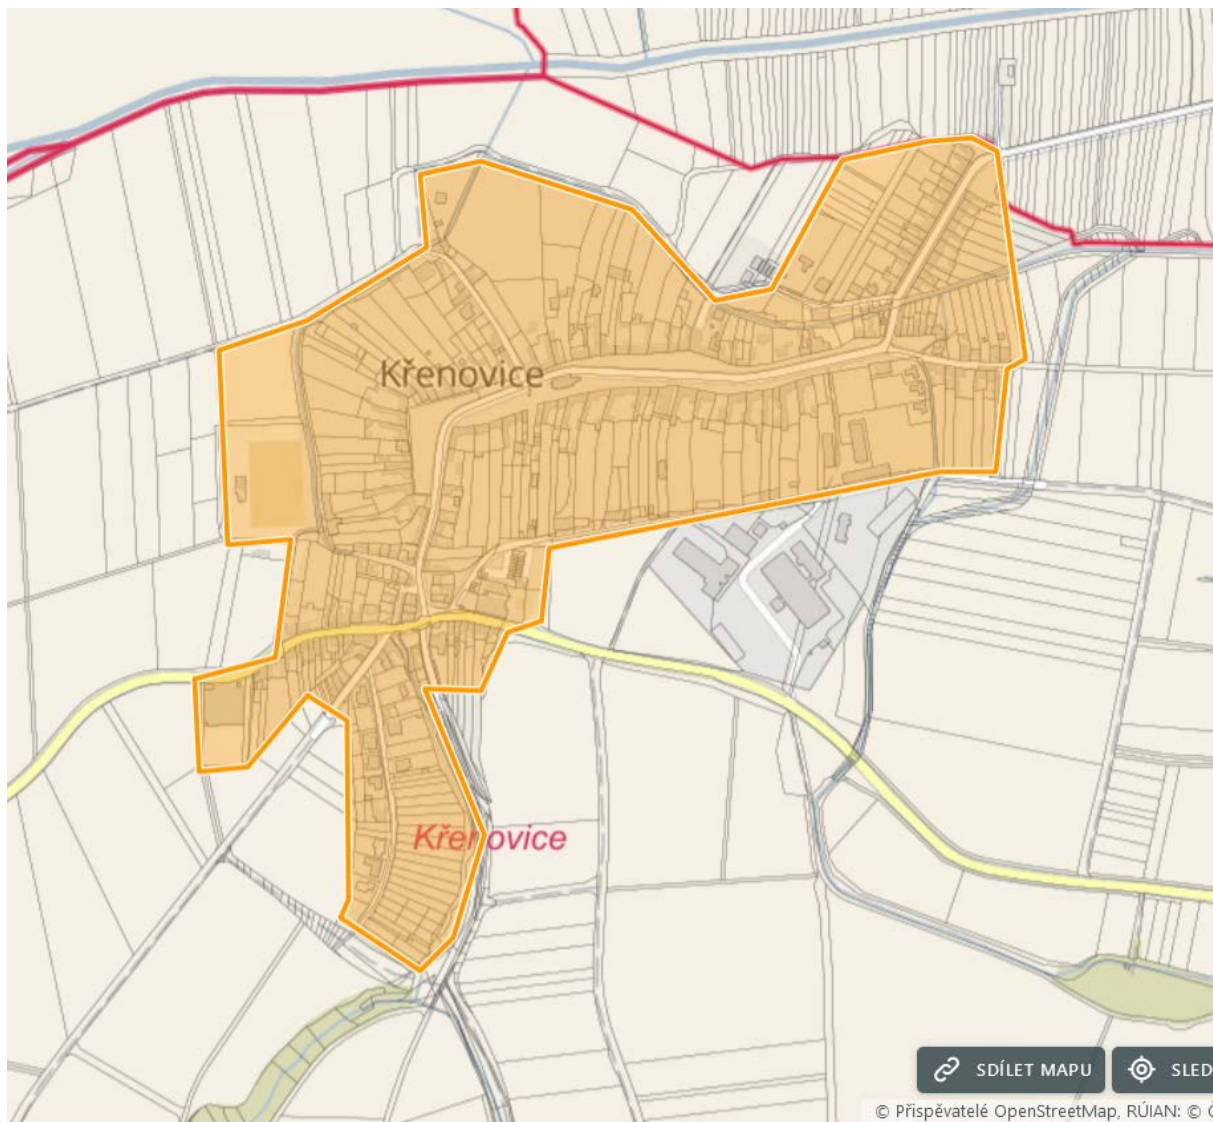 Křenovice
Křenovice
SDÍLET MAPU
SLED
© Přispěvatelé OpenStreetMap, RÚIAN: ©